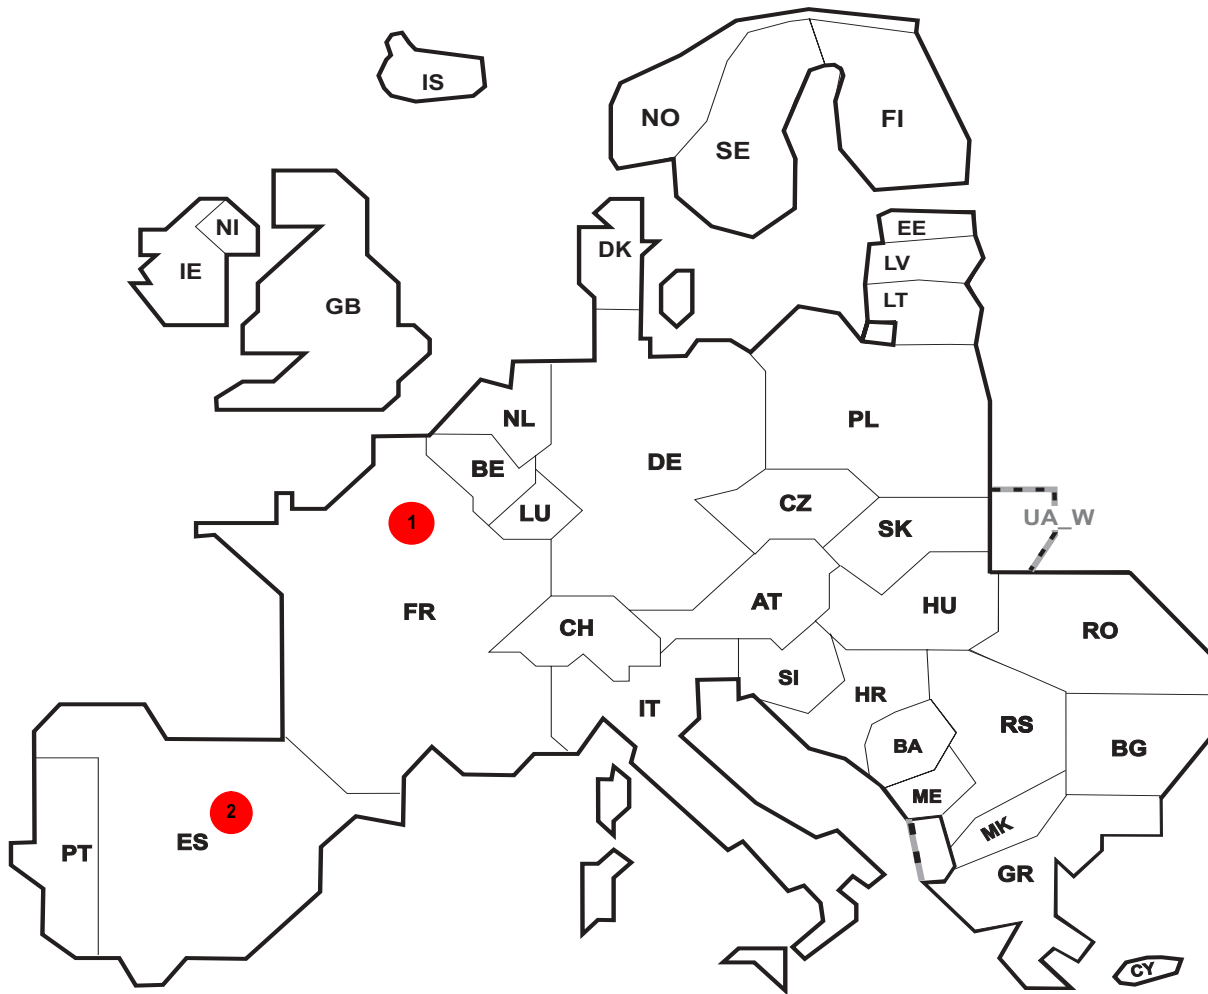 IS
NO
FI
SE
NI
EE
DK
LV
IE
LT
GB
NL
PL
DE
BE
CZ
LU
UA_W
1
SK
AT
HU
FR
CH
RO
SI
HR
IT
RS
BA
BG
ME
2
MK
ES
PT
GR
CY